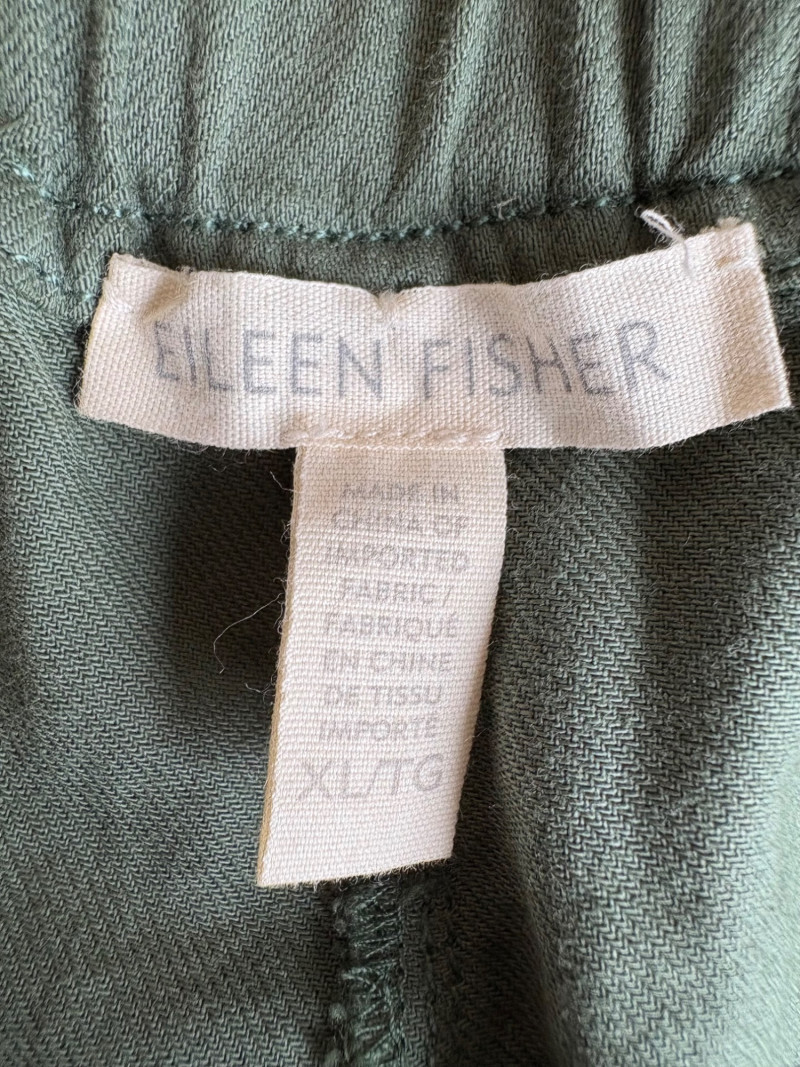 EILEEN FISHER
MADE IN
CHINA OF
IMPORTED
FABRIC/
FABRIQUÉ
EN CHINE
DE TISSU
IMPORTÉ
XL/TG